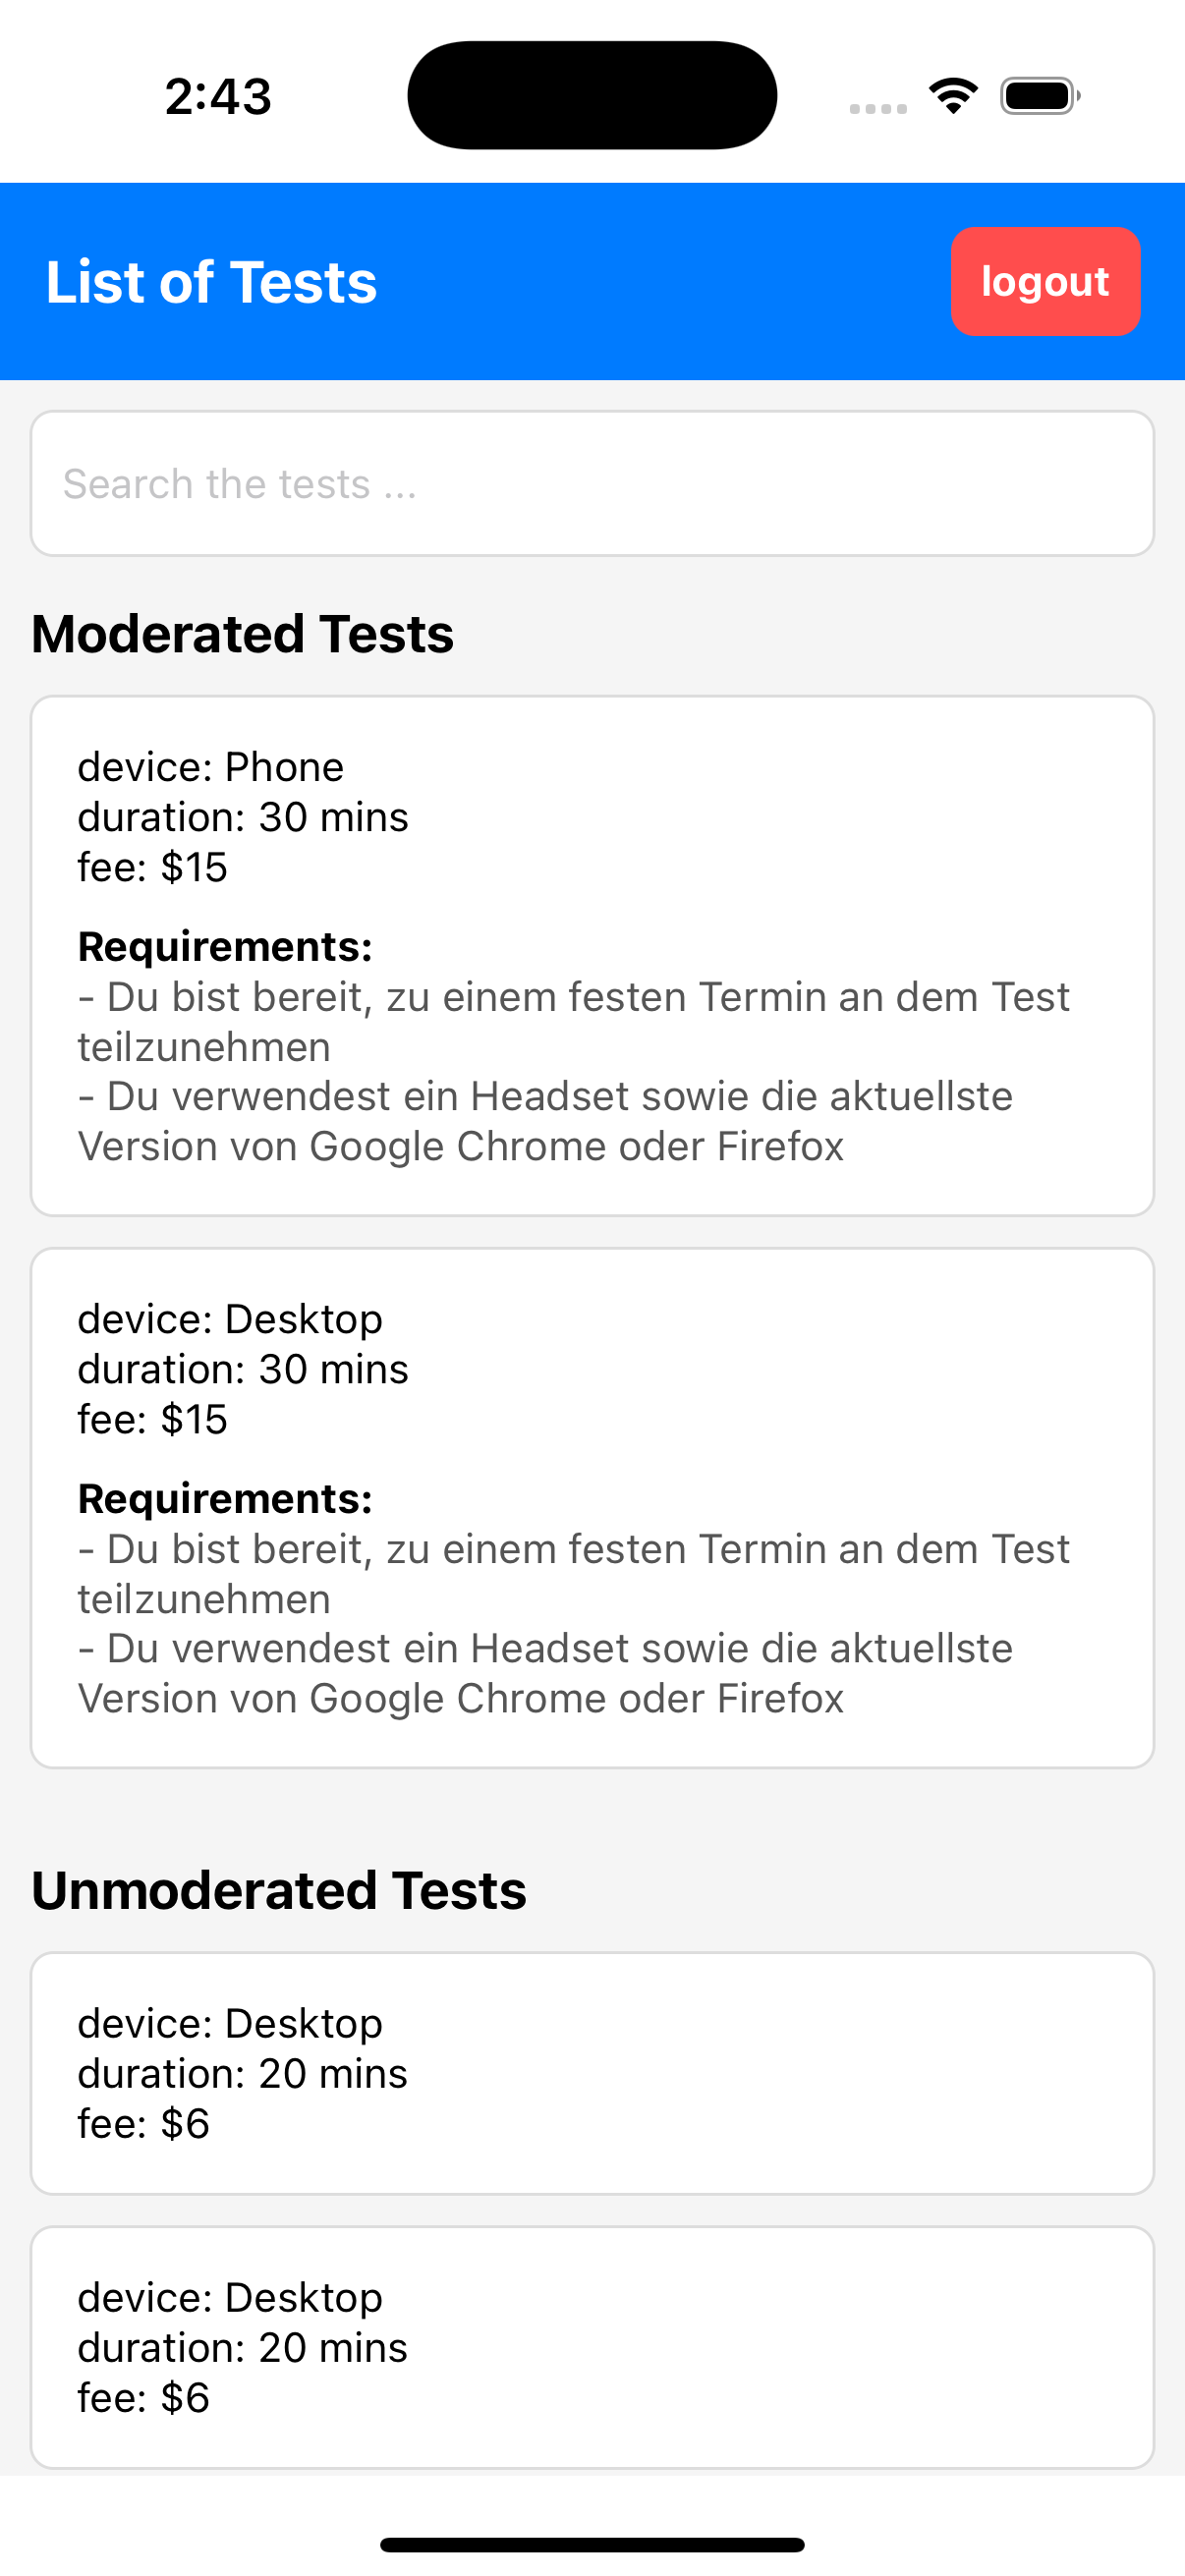 2:43
List of Tests
logout
Search the tests ...
Moderated Tests
device: Phone
duration: 30 mins
fee: $15
Requirements:
- Du bist bereit, zu einem festen Termin an dem Test
teilzunehmen
- Du verwendest ein Headset sowie die aktuellste
Version von Google Chrome oder Firefox
device: Desktop
duration: 30 mins
fee: $15
Requirements:
- Du bist bereit, zu einem festen Termin an dem Test
teilzunehmen
- Du verwendest ein Headset sowie die aktuellste
Version von Google Chrome oder Firefox
Unmoderated Tests
device: Desktop
duration: 20 mins
fee: $6
device: Desktop
duration: 20 mins
fee: $6